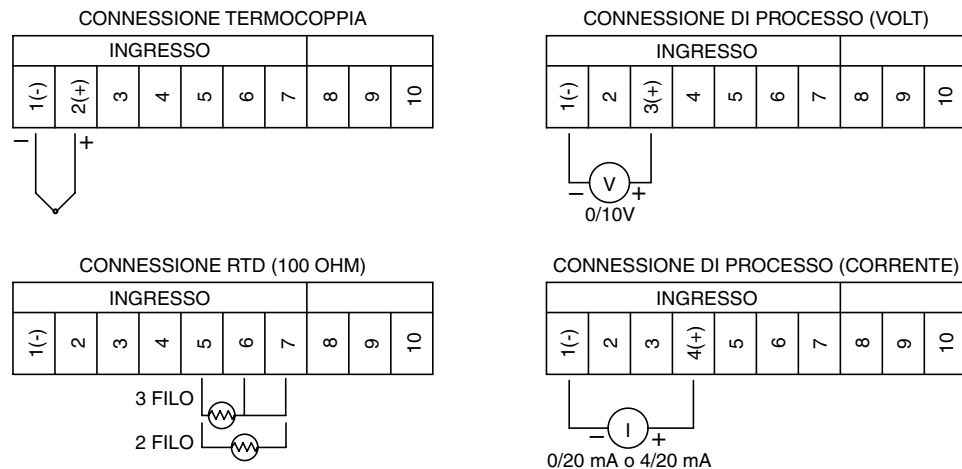 CONNESSIONE TERMOCOPPIA
INGRESSO
1(-) 2(+) 3 4 5 6 7 8 9 10
− +
CONNESSIONE DI PROCESSO (VOLT)
INGRESSO
1(-) 2 3(+) 4 5 6 7 8 9 10
− V +
0/10V
CONNESSIONE RTD (100 OHM)
INGRESSO
1(-) 2 3 4 5 6 7 8 9 10
3 FILO
2 FILO
CONNESSIONE DI PROCESSO (CORRENTE)
INGRESSO
1(-) 2 3 4(+) 5 6 7 8 9 10
− I +
0/20 mA o 4/20 mA